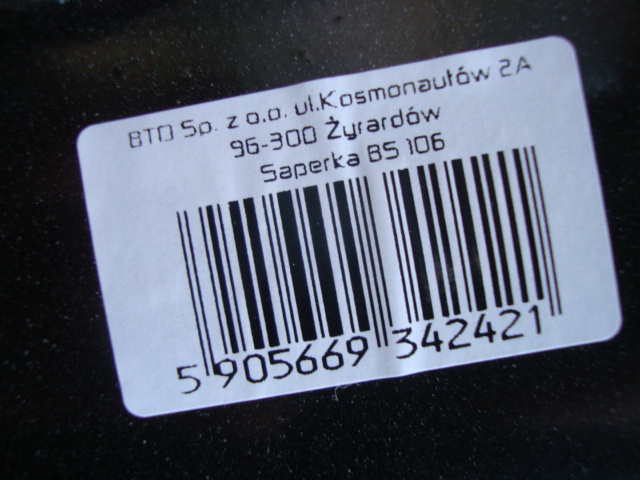 BTD Sp. z o.o. ul.Kosmonautów 2A
96-300 Żyrardów
Saperka BS 106
5 905669 342421